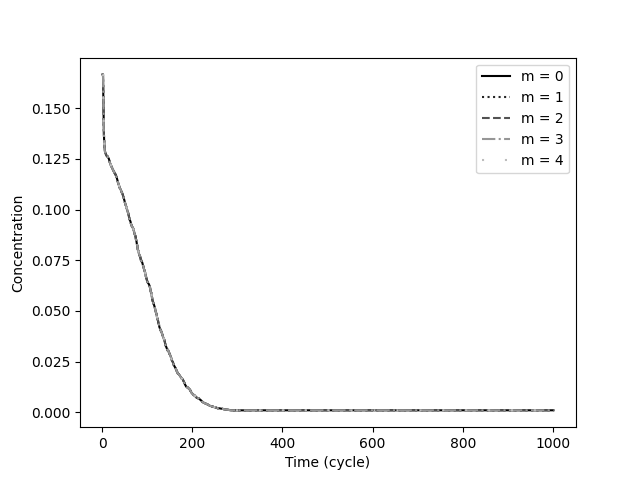 m = 0
m = 1
m = 2
m = 3
m = 4
0.150
0.125
0.100
0.075
0.050
0.025
0.000
Concentration
0 200 400 600 800 1000
Time (cycle)